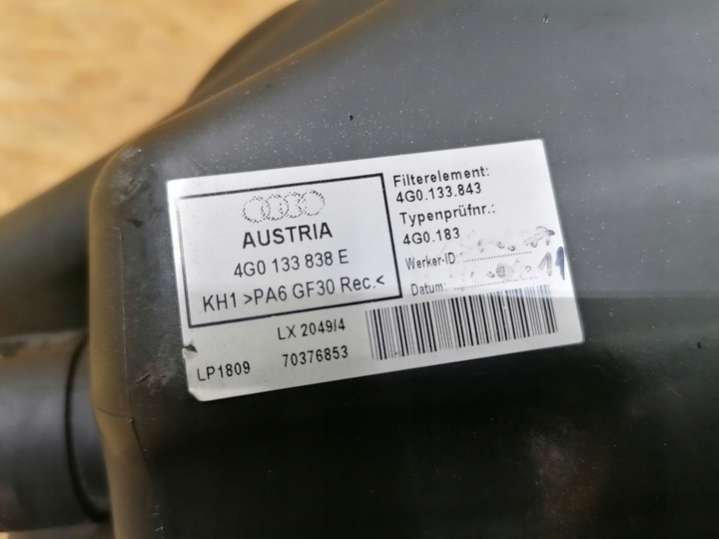 AUSTRIA
4G0 133 838 E
KH1 >PA6 GF30 Rec.<
Filterelement:
4G0.133.843
Typenprüfnr.:
4G0.183
Werker-ID:
Datum:
LX 2049/4
LP1809 70376853